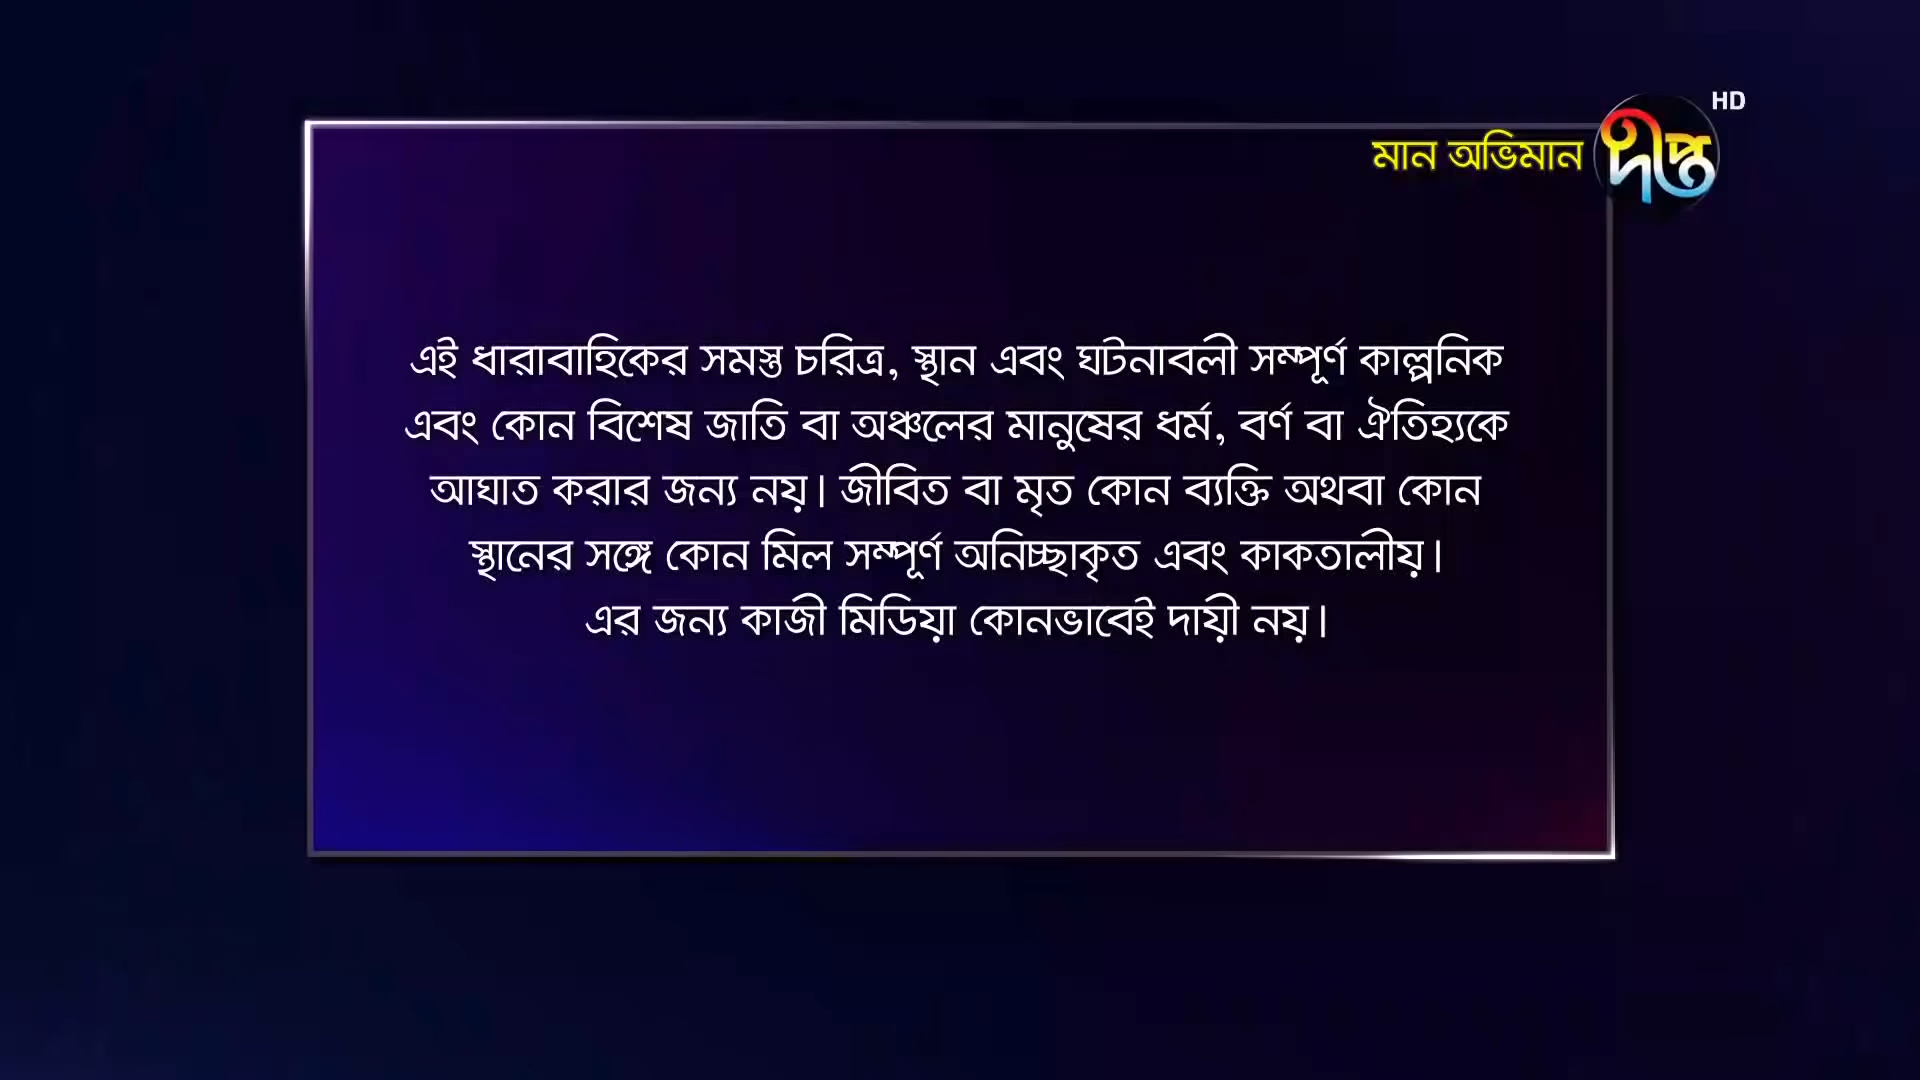 HD
মান অভিমান দীপ্ত
এই ধারাবাহিকের সমস্ত চরিত্র, স্থান এবং ঘটনাবলী সম্পূর্ণ কাল্পনিক
এবং কোন বিশেষ জাতি বা অঞ্চলের মানুষের ধর্ম, বর্ণ বা ঐতিহ্যকে
আঘাত করার জন্য নয়। জীবিত বা মৃত কোন ব্যক্তি অথবা কোন
স্থানের সঙ্গে কোন মিল সম্পূর্ণ অনিচ্ছাকৃত এবং কাকতালীয়।
এর জন্য কাজী মিডিয়া কোনভাবেই দায়ী নয়।